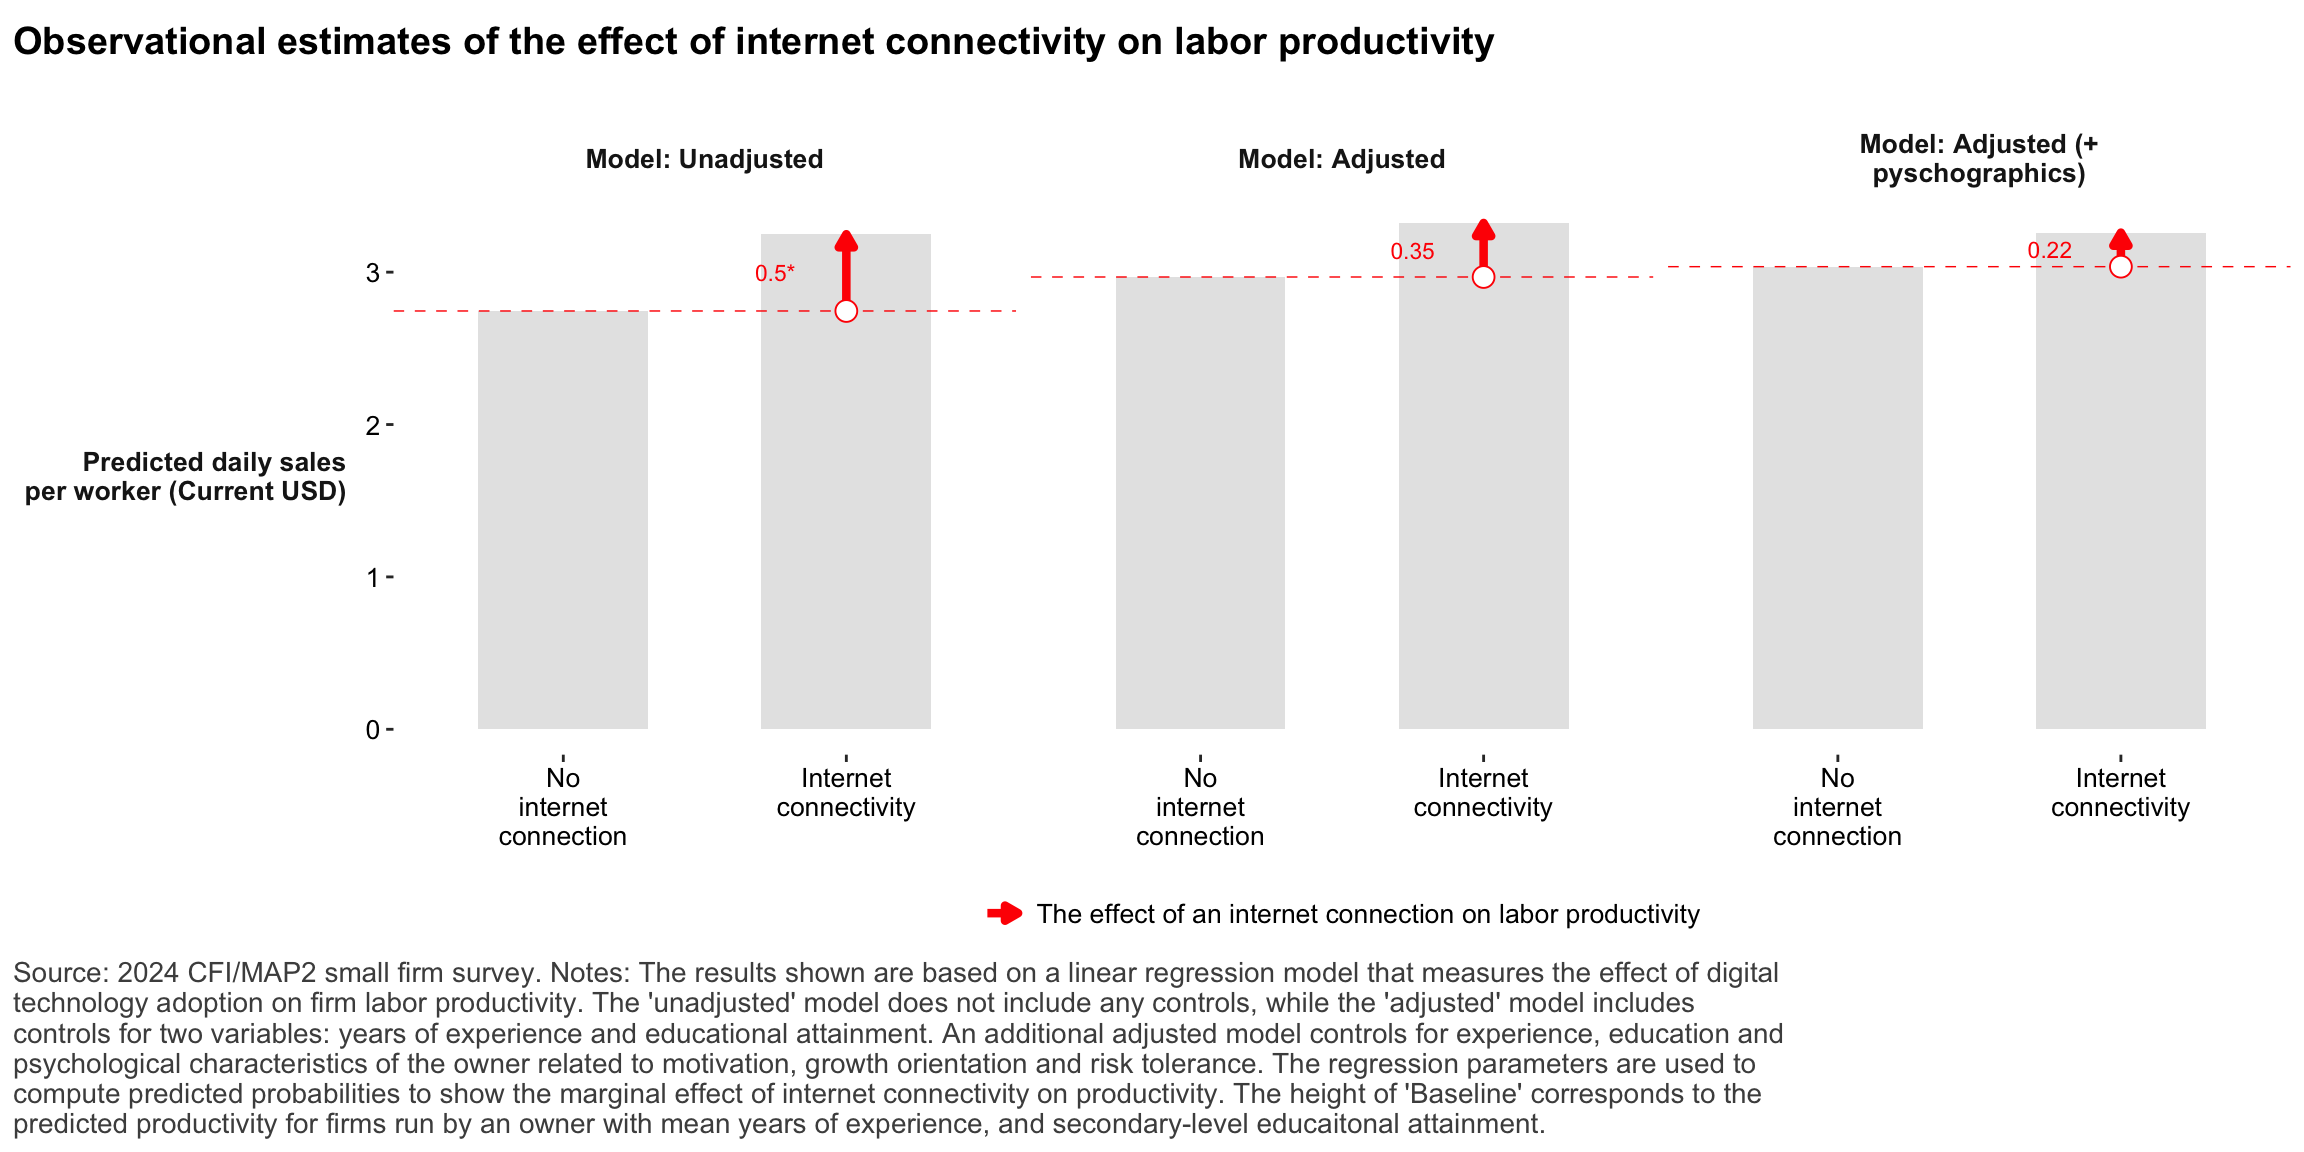 Observational estimates of the effect of internet connectivity on labor productivity
Model: Unadjusted
Model: Adjusted
Model: Adjusted (+
pyschographics)
3
2
1
0
Predicted daily sales
per worker (Current USD)
0.5*
0.35
0.22
No
internet
connection
Internet
connectivity
No
internet
connection
Internet
connectivity
No
internet
connection
Internet
connectivity
The effect of an internet connection on labor productivity
Source: 2024 CFI/MAP2 small firm survey. Notes: The results shown are based on a linear regression model that measures the effect of digital
technology adoption on firm labor productivity. The 'unadjusted' model does not include any controls, while the 'adjusted' model includes
controls for two variables: years of experience and educational attainment. An additional adjusted model controls for experience, education and
psychological characteristics of the owner related to motivation, growth orientation and risk tolerance. The regression parameters are used to
compute predicted probabilities to show the marginal effect of internet connectivity on productivity. The height of 'Baseline' corresponds to the
predicted productivity for firms run by an owner with mean years of experience, and secondary-level educaitonal attainment.